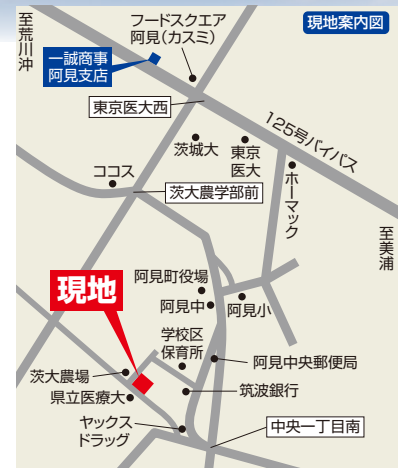 現地案内図
至荒川沖
フードスクエア
阿見(カスミ)
一誠商事
阿見支店
東京医大西
125号バイパス
茨城大
東京
医大
ココス
茨大農学部前
ホーマック
至美浦
阿見町役場
現地
阿見中
阿見小
学校区
保育所
阿見中央郵便局
茨大農場
県立医療大
筑波銀行
ヤックス
ドラッグ
中央一丁目南